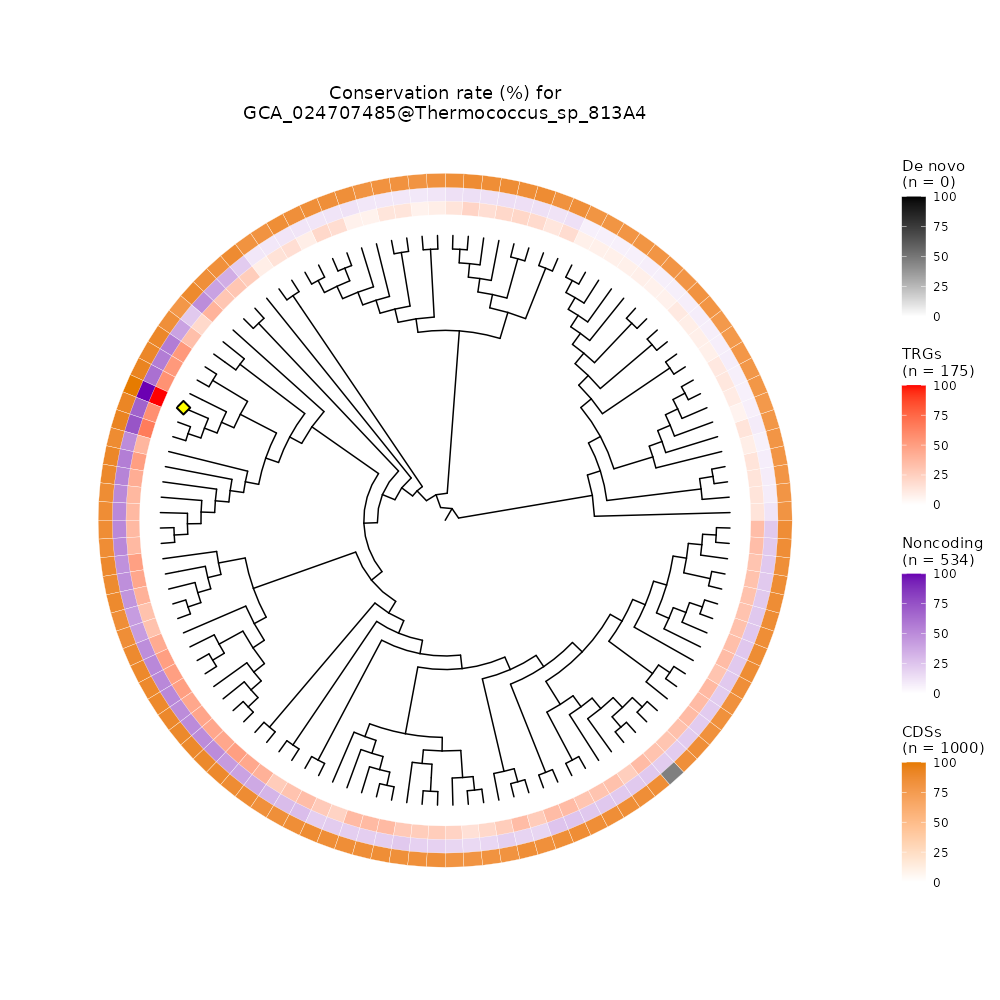 Conservation rate (%) for
GCA_024707485@Thermococcus_sp_813A4
De novo
(n = 0)
100
75
50
25
0
TRGs
(n = 175)
100
75
50
25
0
Noncoding
(n = 534)
100
75
50
25
0
CDSs
(n = 1000)
100
75
50
25
0